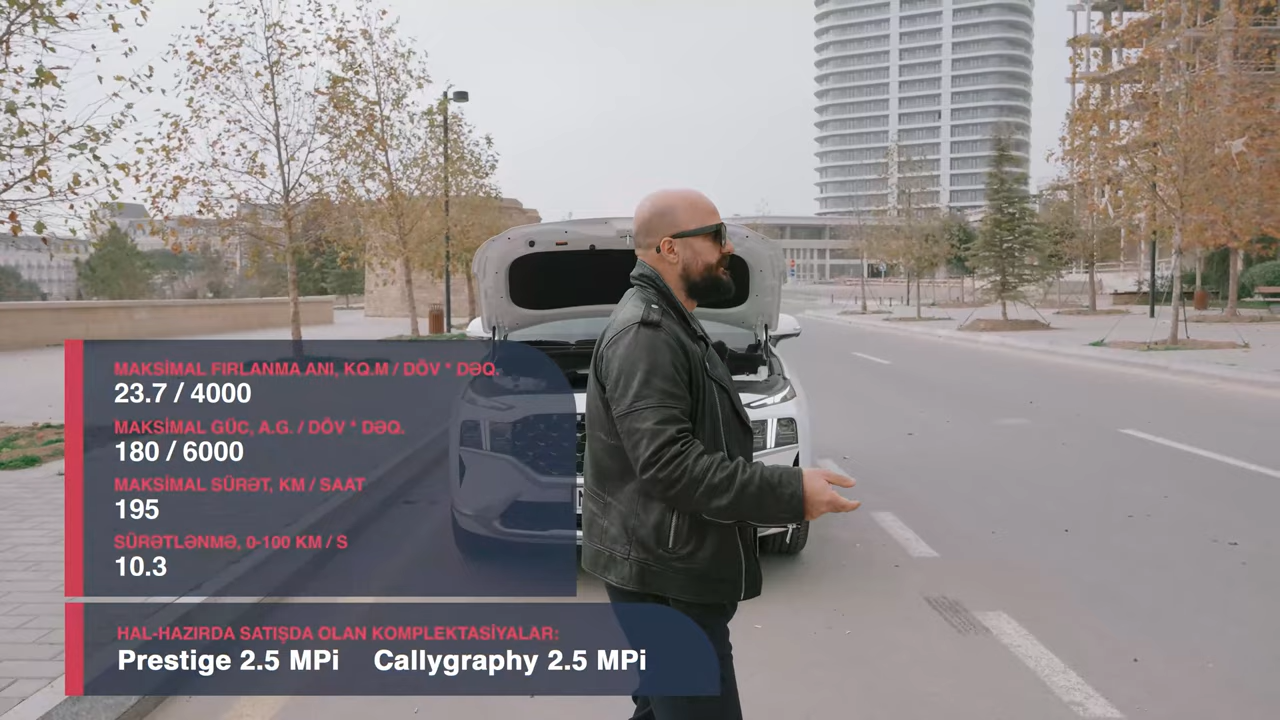 MAKSİMAL FIRLANMA ANI, KQ.M / DÖV * DƏQ.
23.7 / 4000
MAKSİMAL GÜC, A.G. / DÖV * DƏQ.
180 / 6000
MAKSİMAL SÜRƏT, KM / SAAT
195
SÜRƏTLƏNMƏ, 0-100 KM / S
10.3
HAL-HAZIRDA SATIŞDA OLAN KOMPLEKTASİYALAR:
Prestige 2.5 MPi Callygraphy 2.5 MPi